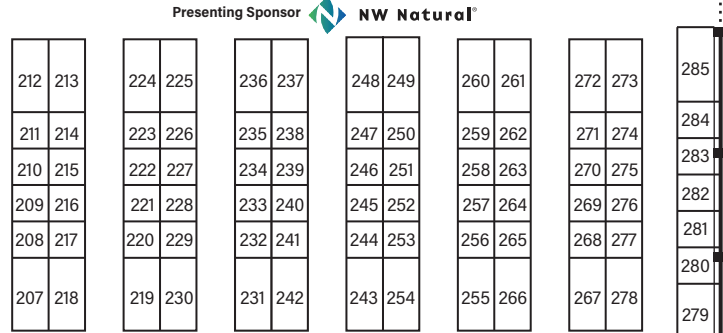 Presenting Sponsor NW Natural®
212 213 224 225 236 237 248 249 260 261 272 273 285
211 214 223 226 235 238 247 250 259 262 271 274 284
210 215 222 227 234 239 246 251 258 263 270 275 283
209 216 221 228 233 240 245 252 257 264 269 276 282
208 217 220 229 232 241 244 253 256 265 268 277 281
280
207 218 219 230 231 242 243 254 255 266 267 278 279